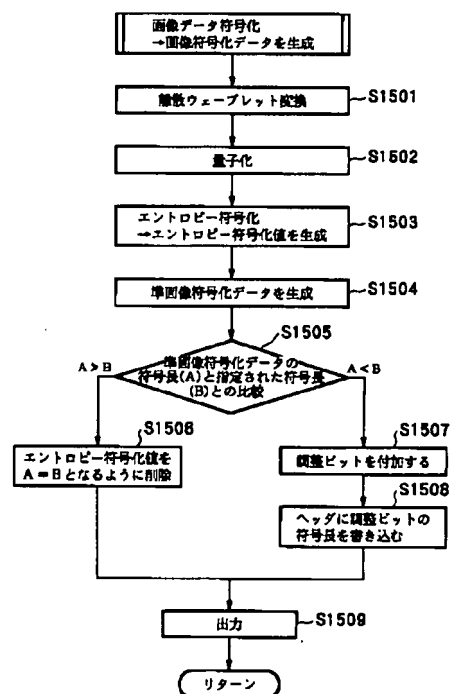 画像データ符号化
→画像符号化データを生成
離散ウェーブレット変換
S1501
量子化
S1502
エントロピー符号化
→エントロピー符号化値を生成
S1503
準画像符号化データを生成
S1504
S1505
準画像符号化データの
符号長(A)と指定された符号長
(B)との比較
A>B
A<B
S1506
エントロピー符号化値を
A=Bとなるように削除
S1507
調整ビットを付加する
S1508
ヘッダに調整ビットの
符号長を書き込む
出力
S1509
リターン